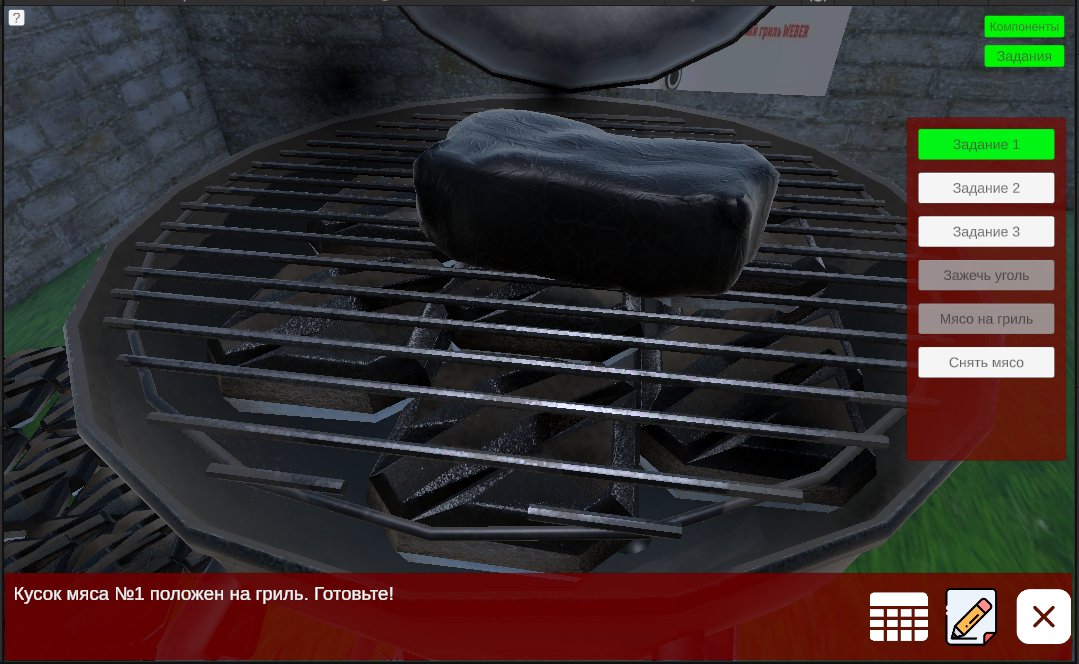 ?
гриль WEBER
Компоненты
Задания
Задание 1
Задание 2
Задание 3
Зажечь уголь
Мясо на гриль
Снять мясо
Кусок мяса №1 положен на гриль. Готовьте!